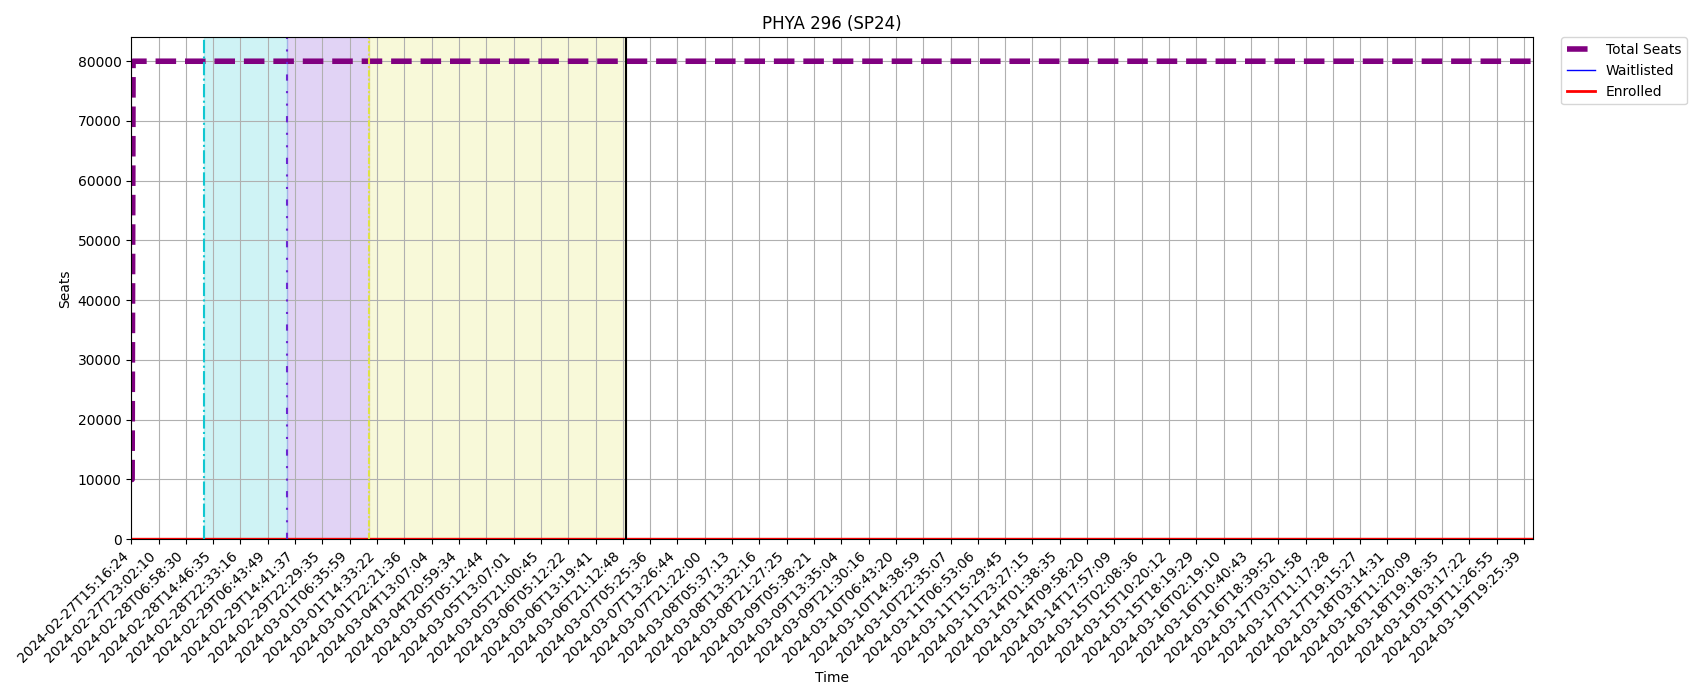 PHYA 296 (SP24)
Total Seats
Waitlisted
Enrolled
Seats
80000
70000
60000
50000
40000
30000
20000
10000
0
2024-02-27T15:16:24
2024-02-27T23:02:10
2024-02-28T06:58:30
2024-02-28T14:46:35
2024-02-28T22:33:16
2024-02-29T06:43:49
2024-02-29T14:41:37
2024-02-29T22:29:35
2024-03-01T06:35:59
2024-03-01T14:33:22
2024-03-01T22:21:36
2024-03-04T13:07:04
2024-03-04T20:59:34
2024-03-05T05:12:44
2024-03-05T13:07:01
2024-03-05T21:00:45
2024-03-06T05:12:22
2024-03-06T13:19:41
2024-03-06T21:12:48
2024-03-07T05:25:36
2024-03-07T13:26:44
2024-03-07T21:22:00
2024-03-08T05:37:13
2024-03-08T13:32:16
2024-03-08T21:27:25
2024-03-09T05:38:21
2024-03-09T13:35:04
2024-03-09T21:30:16
2024-03-10T06:43:20
2024-03-10T14:38:59
2024-03-10T22:35:07
2024-03-11T06:53:06
2024-03-11T15:29:45
2024-03-11T23:27:15
2024-03-14T01:38:35
2024-03-14T09:58:20
2024-03-14T17:57:09
2024-03-15T02:08:36
2024-03-15T10:20:12
2024-03-15T18:19:29
2024-03-16T02:19:10
2024-03-16T10:40:43
2024-03-16T18:39:52
2024-03-17T03:01:58
2024-03-17T11:17:28
2024-03-17T19:15:27
2024-03-18T03:14:31
2024-03-18T11:20:09
2024-03-18T19:18:35
2024-03-19T03:17:22
2024-03-19T11:26:55
2024-03-19T19:25:39
Time